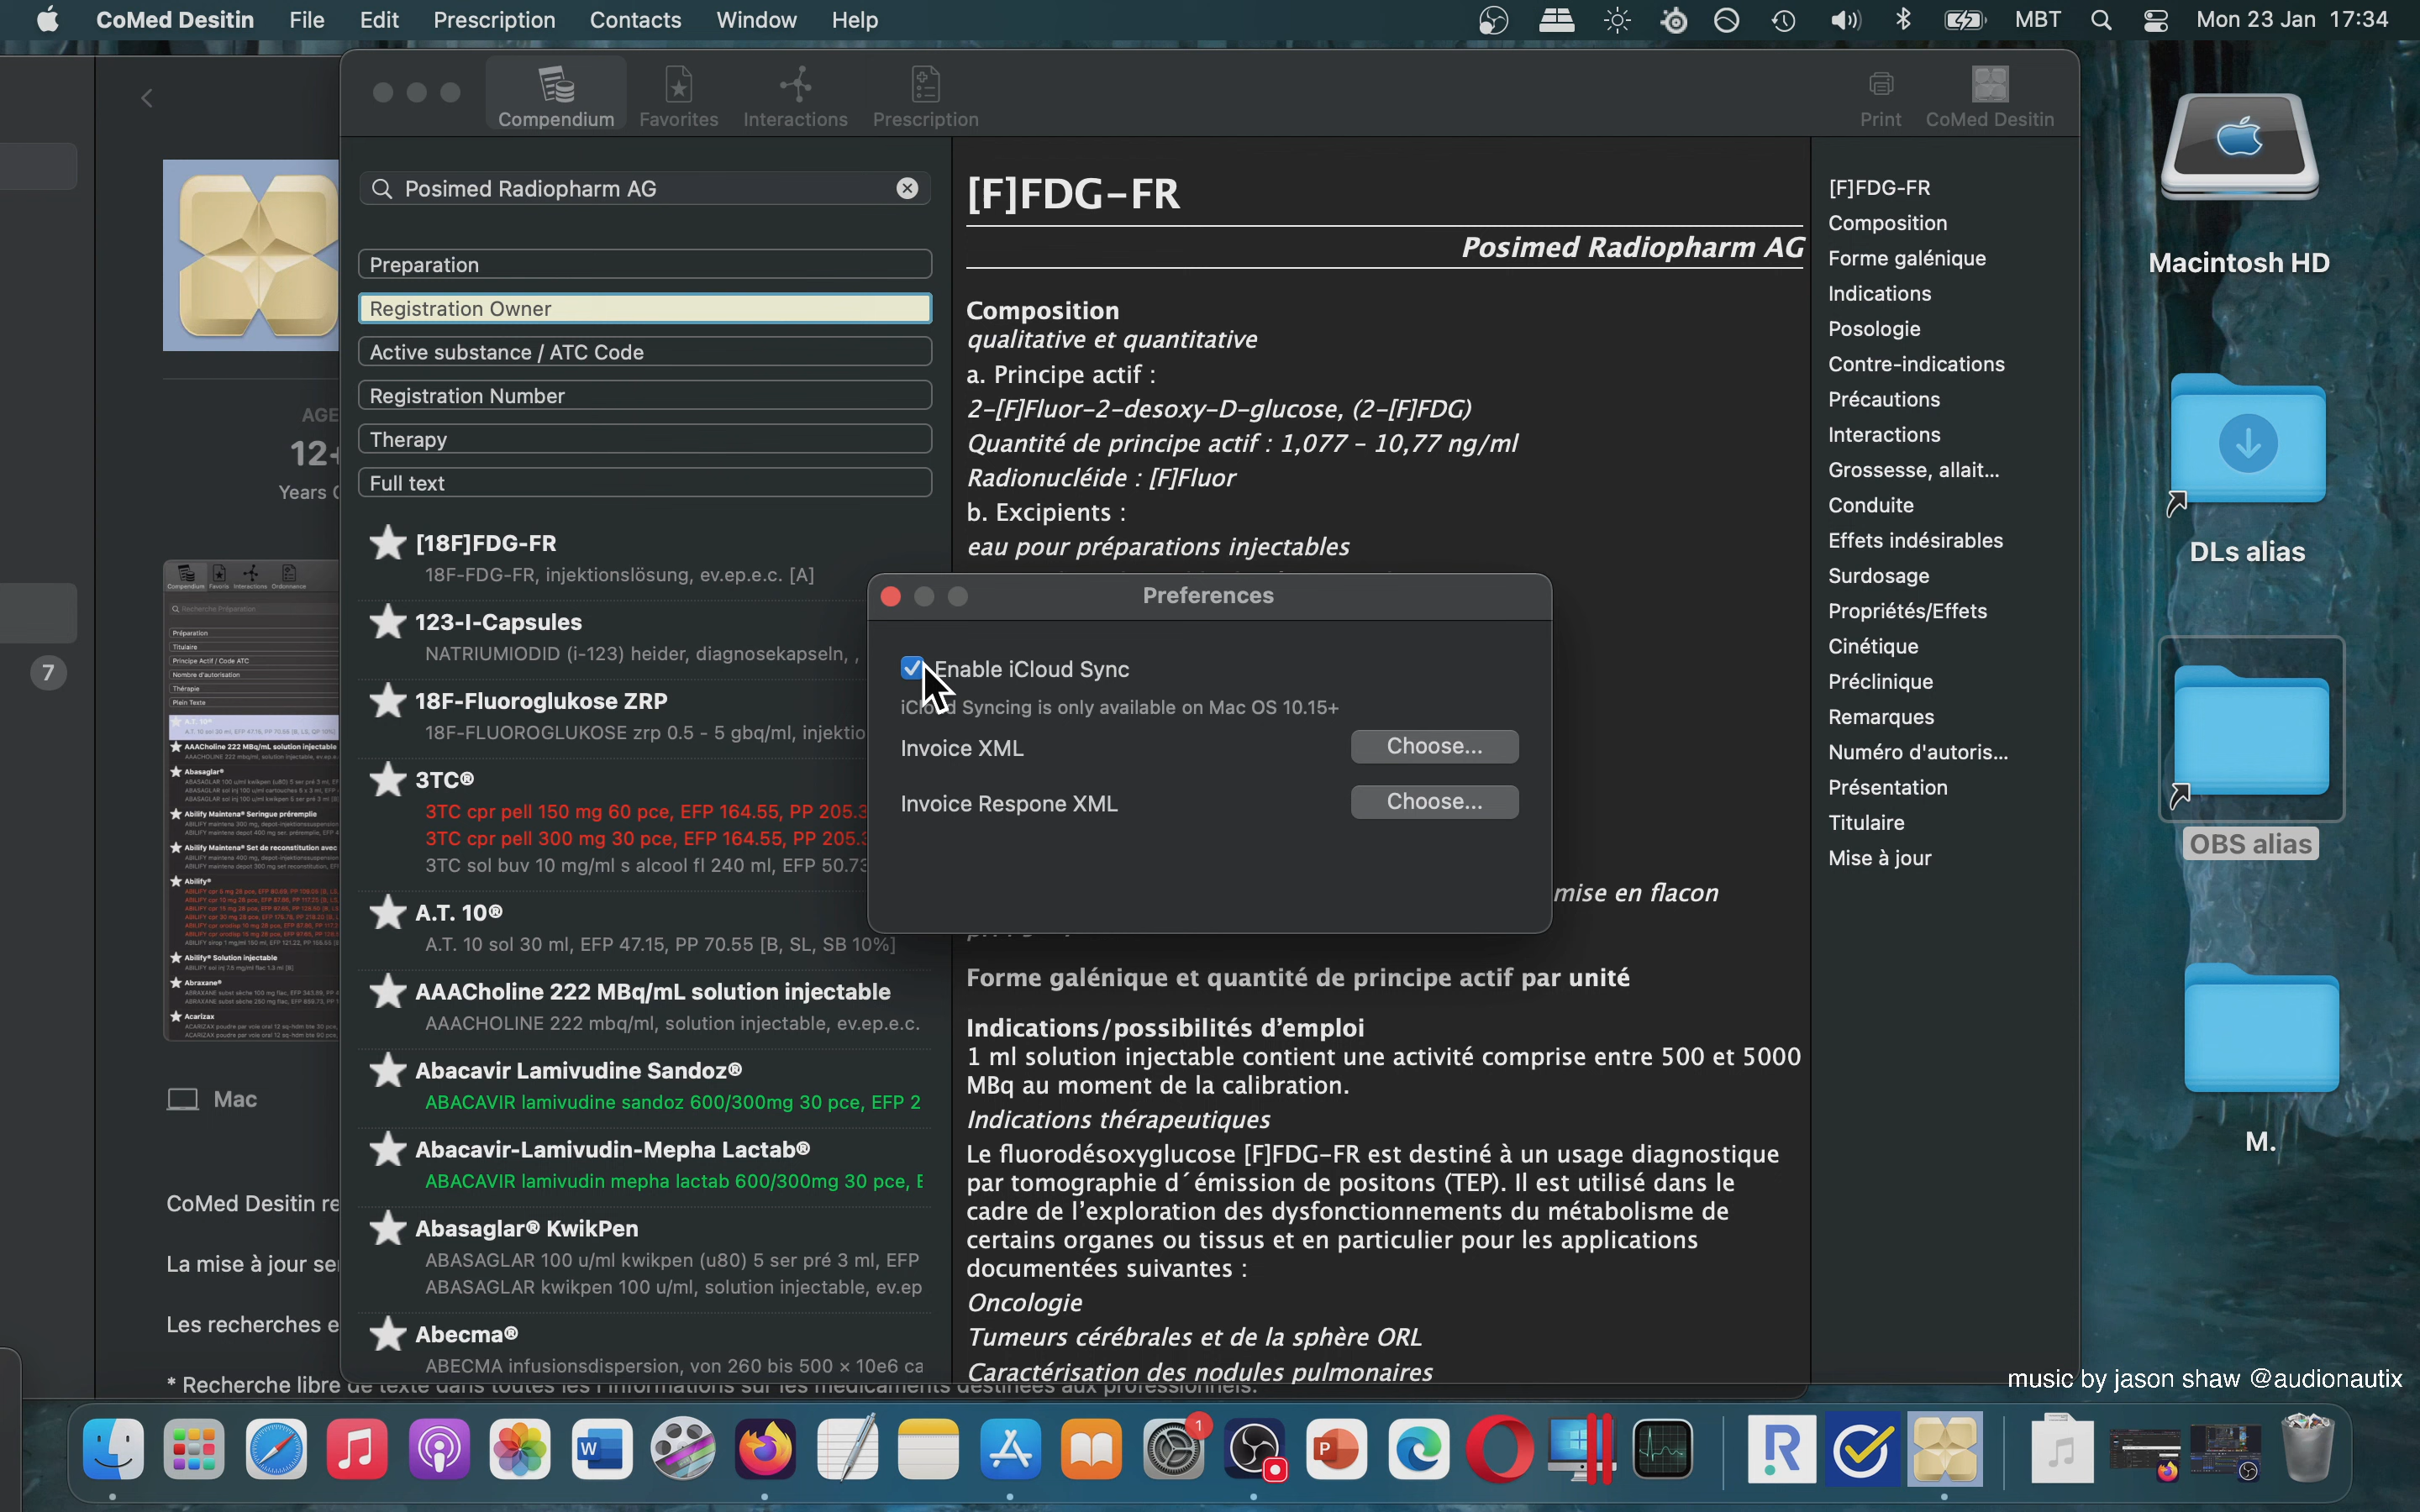 CoMed Desitin File Edit Prescription Contacts Window Help MBT Mon 23 Jan 17:34
Compendium Favorites Interactions Prescription Print CoMed Desitin
Posimed Radiopharm AG
Preparation
Registration Owner
Active substance / ATC Code
Registration Number
Therapy
Full text
[18F]FDG-FR
18F-FDG-FR, injektionslösung, ev.ep.e.c. [A]
123-I-Capsules
NATRIUMIODID (i-123) heider, diagnosekapseln, ,
18F-Fluoroglukose ZRP
18F-FLUOROGLUKOSE zrp 0.5 - 5 gbq/ml, injektio
3TC®
3TC cpr pell 150 mg 60 pce, EFP 164.55, PP 205.3
3TC cpr pell 300 mg 30 pce, EFP 164.55, PP 205.3
3TC sol buv 10 mg/ml s alcool fl 240 ml, EFP 50.73
A.T. 10®
A.T. 10 sol 30 ml, EFP 47.15, PP 70.55 [B, SL, SB 10%]
AAACholine 222 MBq/mL solution injectable
AAACHOLINE 222 mbq/ml, solution injectable, ev.ep.e.c.
Abacavir Lamivudine Sandoz®
ABACAVIR lamivudine sandoz 600/300mg 30 pce, EFP 2
Abacavir-Lamivudin-Mepha Lactab®
ABACAVIR lamivudin mepha lactab 600/300mg 30 pce, E
Abasaglar® KwikPen
ABASAGLAR 100 u/ml kwikpen (u80) 5 ser pré 3 ml, EFP
ABASAGLAR kwikpen 100 u/ml, solution injectable, ev.ep
Abecma®
ABECMA infusionsdispersion, von 260 bis 500 x 10e6 ca
[F]FDG-FR
Posimed Radiopharm AG
Composition
qualitative et quantitative
a. Principe actif :
2-[F]Fluor-2-desoxy-D-glucose, (2-[F]FDG)
Quantité de principe actif : 1,077 - 10,77 ng/ml
Radionucléide : [F]Fluor
b. Excipients :
eau pour préparations injectables
mise en flacon
Forme galénique et quantité de principe actif par unité
Indications/possibilités d'emploi
1 ml solution injectable contient une activité comprise entre 500 et 5000
MBq au moment de la calibration.
Indications thérapeutiques
Le fluorodésoxyglucose [F]FDG-FR est destiné à un usage diagnostique
par tomographie d´émission de positons (TEP). Il est utilisé dans le
cadre de l'exploration des dysfonctionnements du métabolisme de
certains organes ou tissus et en particulier pour les applications
documentées suivantes :
Oncologie
Tumeurs cérébrales et de la sphère ORL
Caractérisation des nodules pulmonaires
Preferences
Enable iCloud Sync
iCloud Syncing is only available on Mac OS 10.15+
Invoice XML Choose...
Invoice Respone XML Choose...
[F]FDG-FR
Composition
Forme galénique
Indications
Posologie
Contre-indications
Précautions
Interactions
Grossesse, allait...
Conduite
Effets indésirables
Surdosage
Propriétés/Effets
Cinétique
Préclinique
Remarques
Numéro d'autoris...
Présentation
Titulaire
Mise à jour
Macintosh HD
DLs alias
OBS alias
M.
7
AGE
12+
Years
Mac
CoMed Desitin re
La mise à jour se
Les recherches e
* Recherche libre de texte dans toutes les informations sur les médicaments destinées aux professionnels.
music by jason shaw @audionautix
1